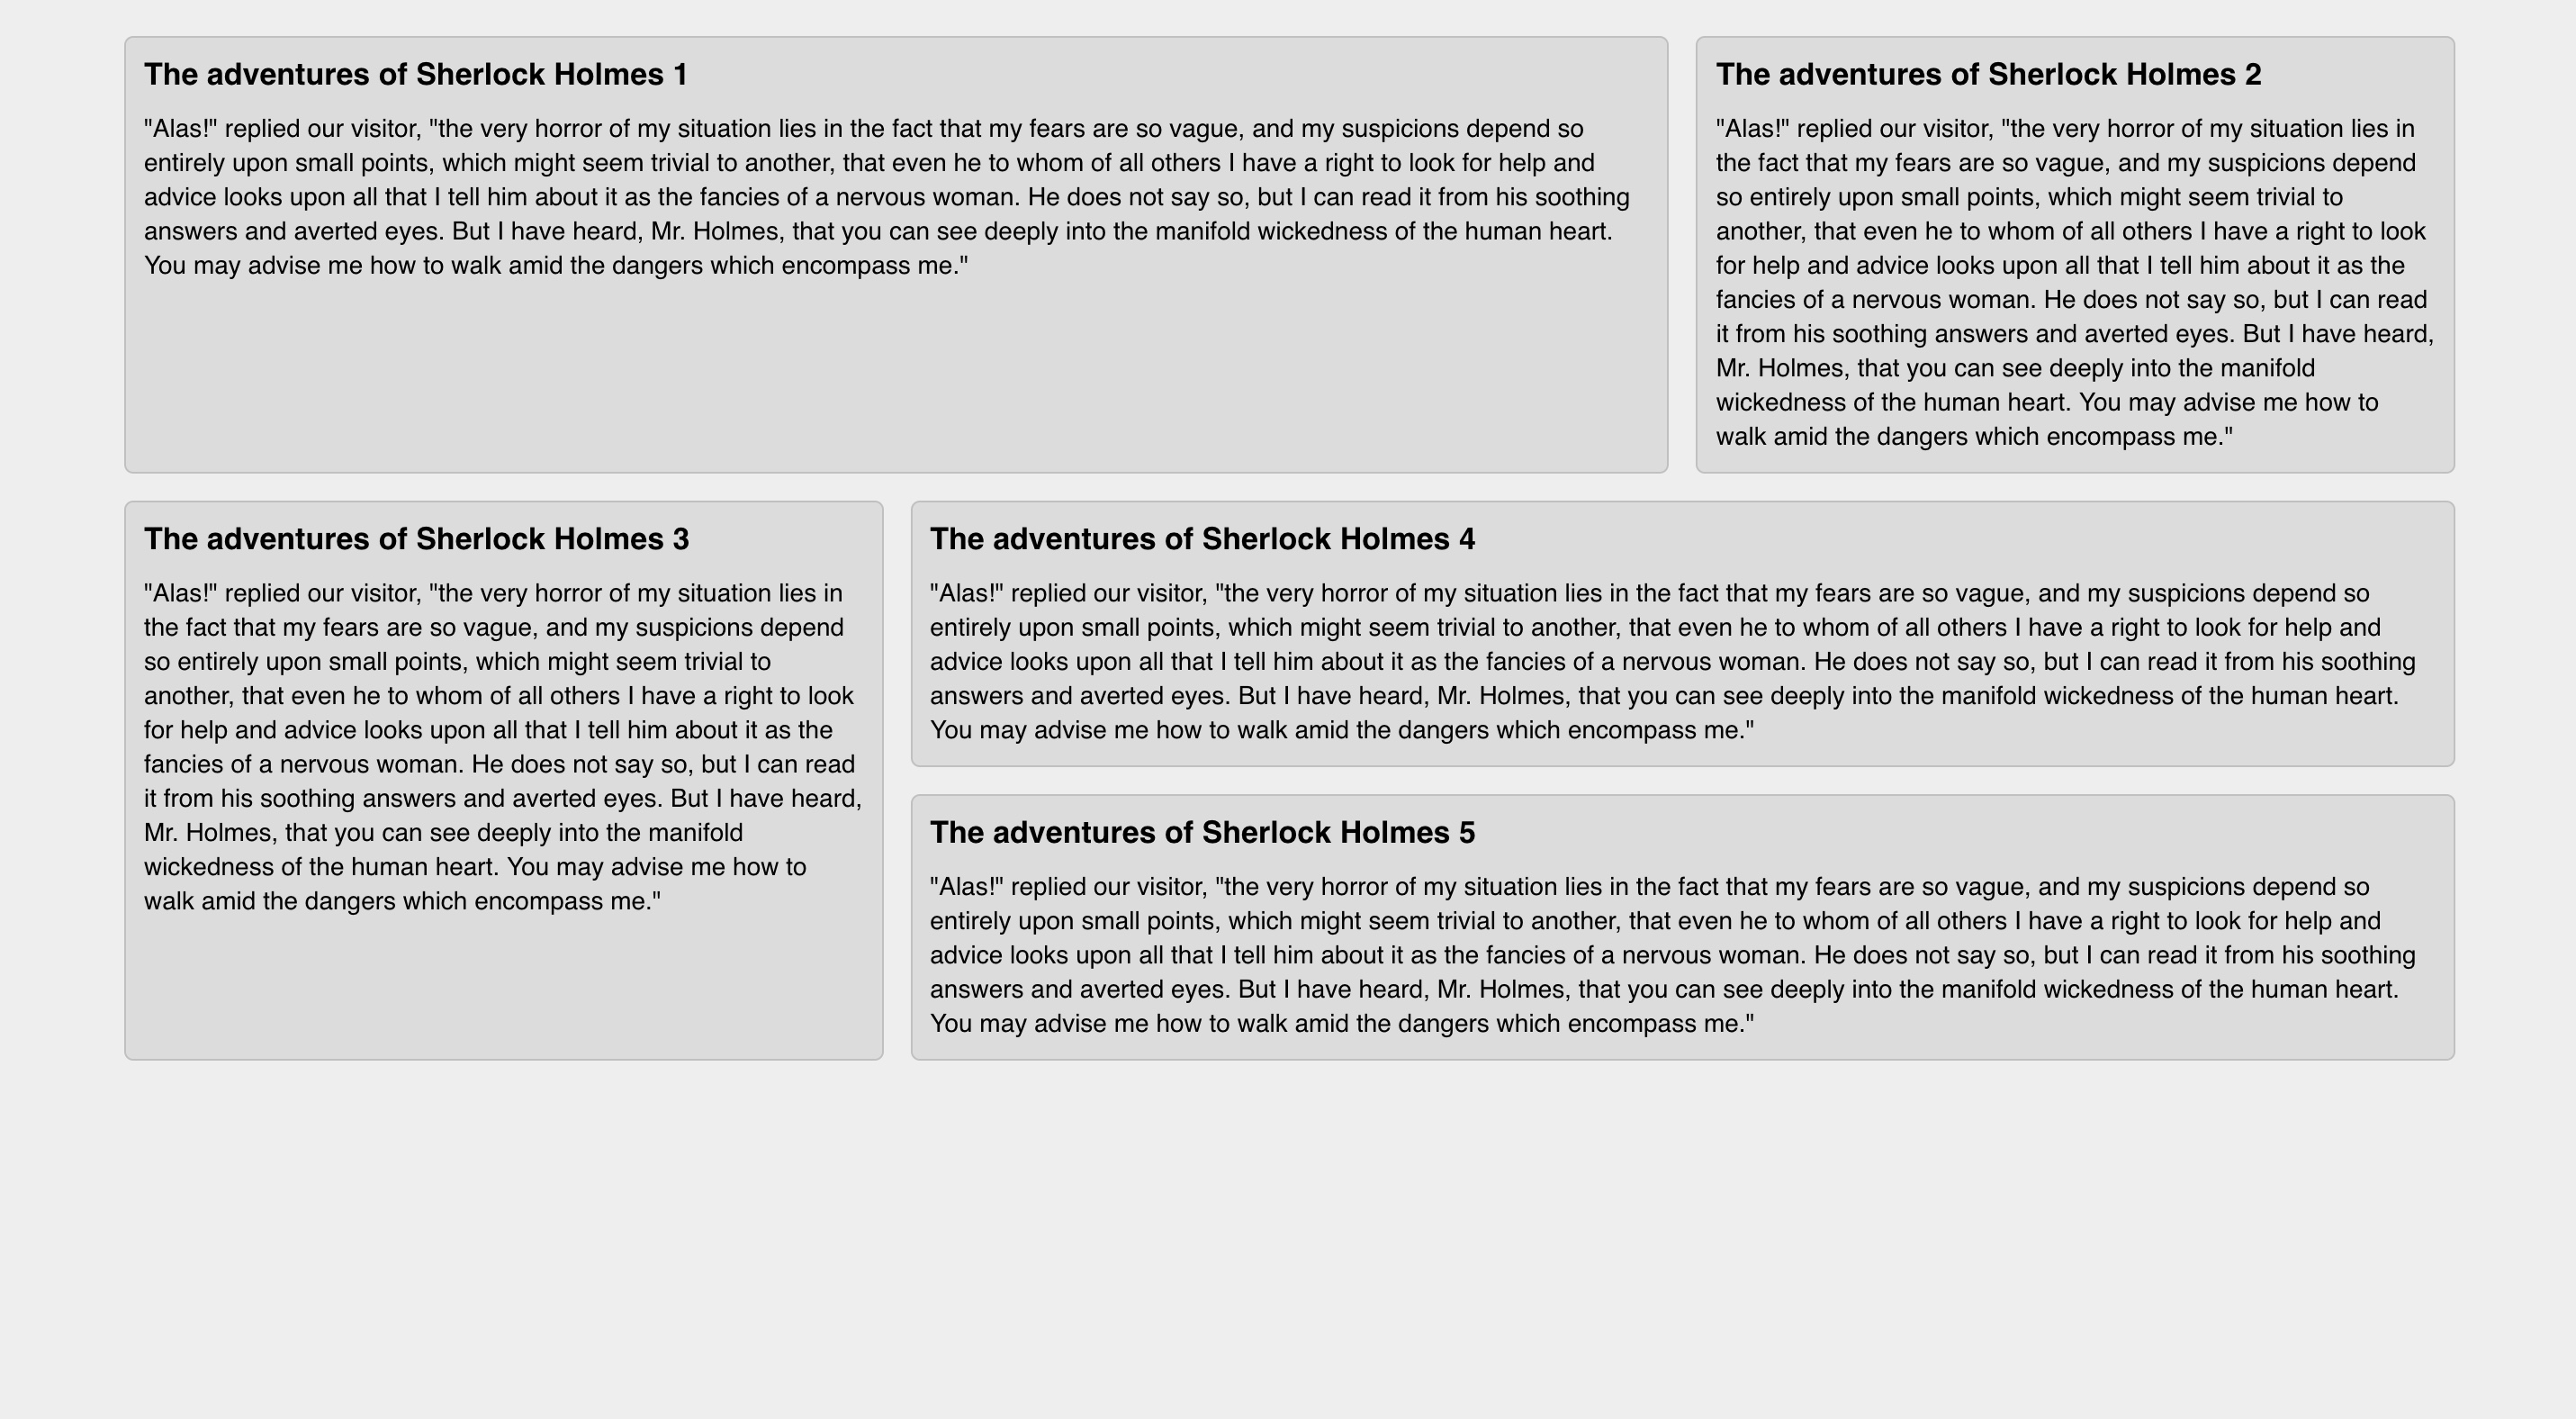 The adventures of Sherlock Holmes 1
"Alas!" replied our visitor, "the very horror of my situation lies in the fact that my fears are so vague, and my suspicions depend so
entirely upon small points, which might seem trivial to another, that even he to whom of all others I have a right to look for help and
advice looks upon all that I tell him about it as the fancies of a nervous woman. He does not say so, but I can read it from his soothing
answers and averted eyes. But I have heard, Mr. Holmes, that you can see deeply into the manifold wickedness of the human heart.
You may advise me how to walk amid the dangers which encompass me."
The adventures of Sherlock Holmes 2
"Alas!" replied our visitor, "the very horror of my situation lies in
the fact that my fears are so vague, and my suspicions depend
so entirely upon small points, which might seem trivial to
another, that even he to whom of all others I have a right to look
for help and advice looks upon all that I tell him about it as the
fancies of a nervous woman. He does not say so, but I can read
it from his soothing answers and averted eyes. But I have heard,
Mr. Holmes, that you can see deeply into the manifold
wickedness of the human heart. You may advise me how to
walk amid the dangers which encompass me."
The adventures of Sherlock Holmes 3
"Alas!" replied our visitor, "the very horror of my situation lies in
the fact that my fears are so vague, and my suspicions depend
so entirely upon small points, which might seem trivial to
another, that even he to whom of all others I have a right to look
for help and advice looks upon all that I tell him about it as the
fancies of a nervous woman. He does not say so, but I can read
it from his soothing answers and averted eyes. But I have heard,
Mr. Holmes, that you can see deeply into the manifold
wickedness of the human heart. You may advise me how to
walk amid the dangers which encompass me."
The adventures of Sherlock Holmes 4
"Alas!" replied our visitor, "the very horror of my situation lies in the fact that my fears are so vague, and my suspicions depend so
entirely upon small points, which might seem trivial to another, that even he to whom of all others I have a right to look for help and
advice looks upon all that I tell him about it as the fancies of a nervous woman. He does not say so, but I can read it from his soothing
answers and averted eyes. But I have heard, Mr. Holmes, that you can see deeply into the manifold wickedness of the human heart.
You may advise me how to walk amid the dangers which encompass me."
The adventures of Sherlock Holmes 5
"Alas!" replied our visitor, "the very horror of my situation lies in the fact that my fears are so vague, and my suspicions depend so
entirely upon small points, which might seem trivial to another, that even he to whom of all others I have a right to look for help and
advice looks upon all that I tell him about it as the fancies of a nervous woman. He does not say so, but I can read it from his soothing
answers and averted eyes. But I have heard, Mr. Holmes, that you can see deeply into the manifold wickedness of the human heart.
You may advise me how to walk amid the dangers which encompass me."